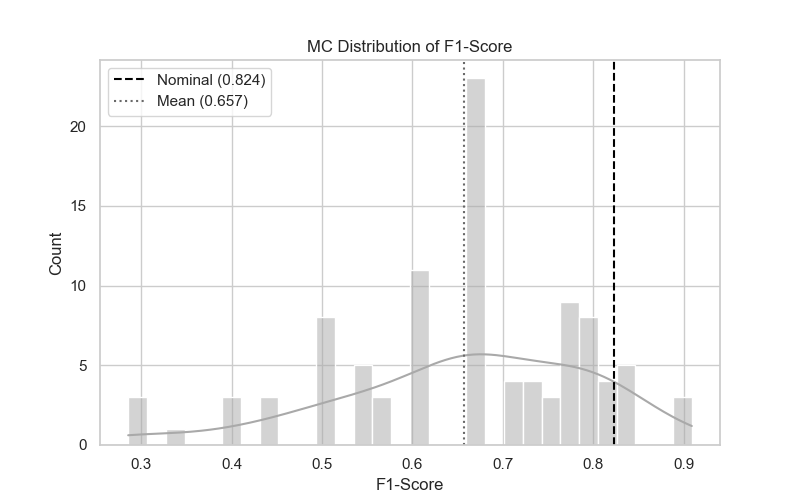 MC Distribution of F1-Score
Nominal (0.824)
Mean (0.657)
Count
20
15
10
5
0
0.3 0.4 0.5 0.6 0.7 0.8 0.9
F1-Score